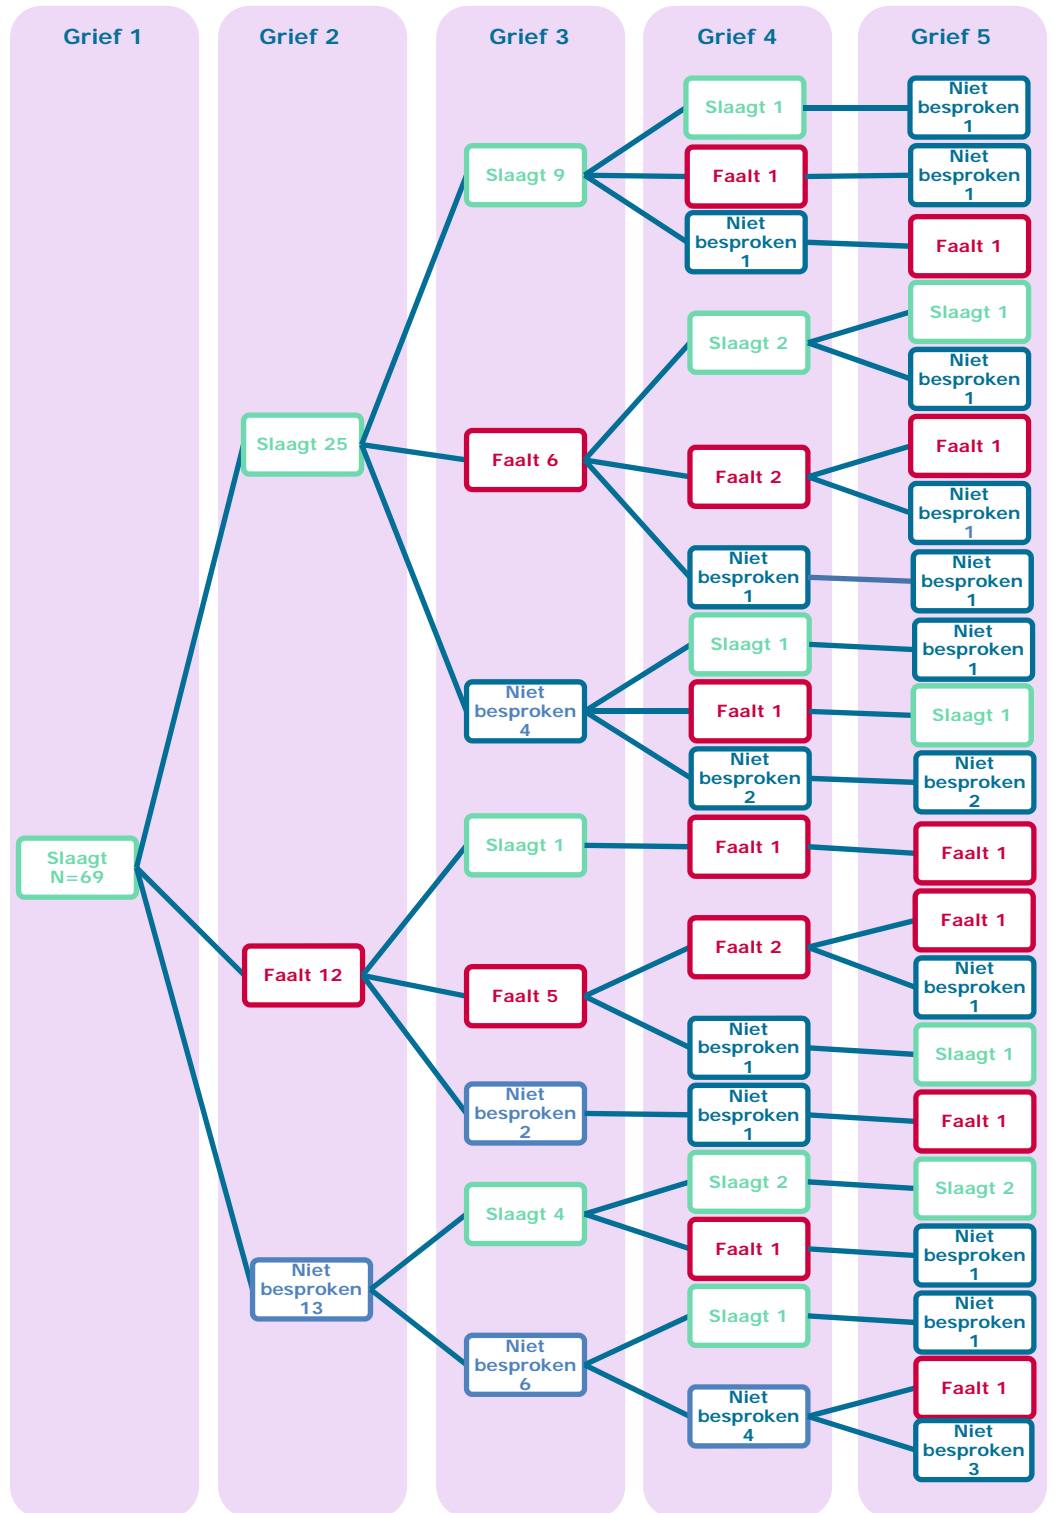 Grief 1
Grief 2
Grief 3
Grief 4
Grief 5
Slaagt
N=69
Slaagt 25
Faalt 12
Niet
besproken
13
Slaagt 9
Faalt 6
Niet
besproken
4
Slaagt 1
Faalt 5
Niet
besproken
2
Slaagt 4
Niet
besproken
6
Slaagt 1
Faalt 1
Niet
besproken
1
Slaagt 2
Faalt 2
Niet
besproken
1
Slaagt 1
Faalt 1
Niet
besproken
2
Faalt 1
Faalt 2
Niet
besproken
1
Niet
besproken
1
Slaagt 2
Faalt 1
Slaagt 1
Niet
besproken
4
Niet
besproken
1
Niet
besproken
1
Faalt 1
Slaagt 1
Niet
besproken
1
Faalt 1
Niet
besproken
1
Niet
besproken
1
Niet
besproken
1
Slaagt 1
Niet
besproken
2
Faalt 1
Faalt 1
Niet
besproken
1
Slaagt 1
Faalt 1
Slaagt 2
Niet
besproken
1
Niet
besproken
1
Faalt 1
Niet
besproken
3